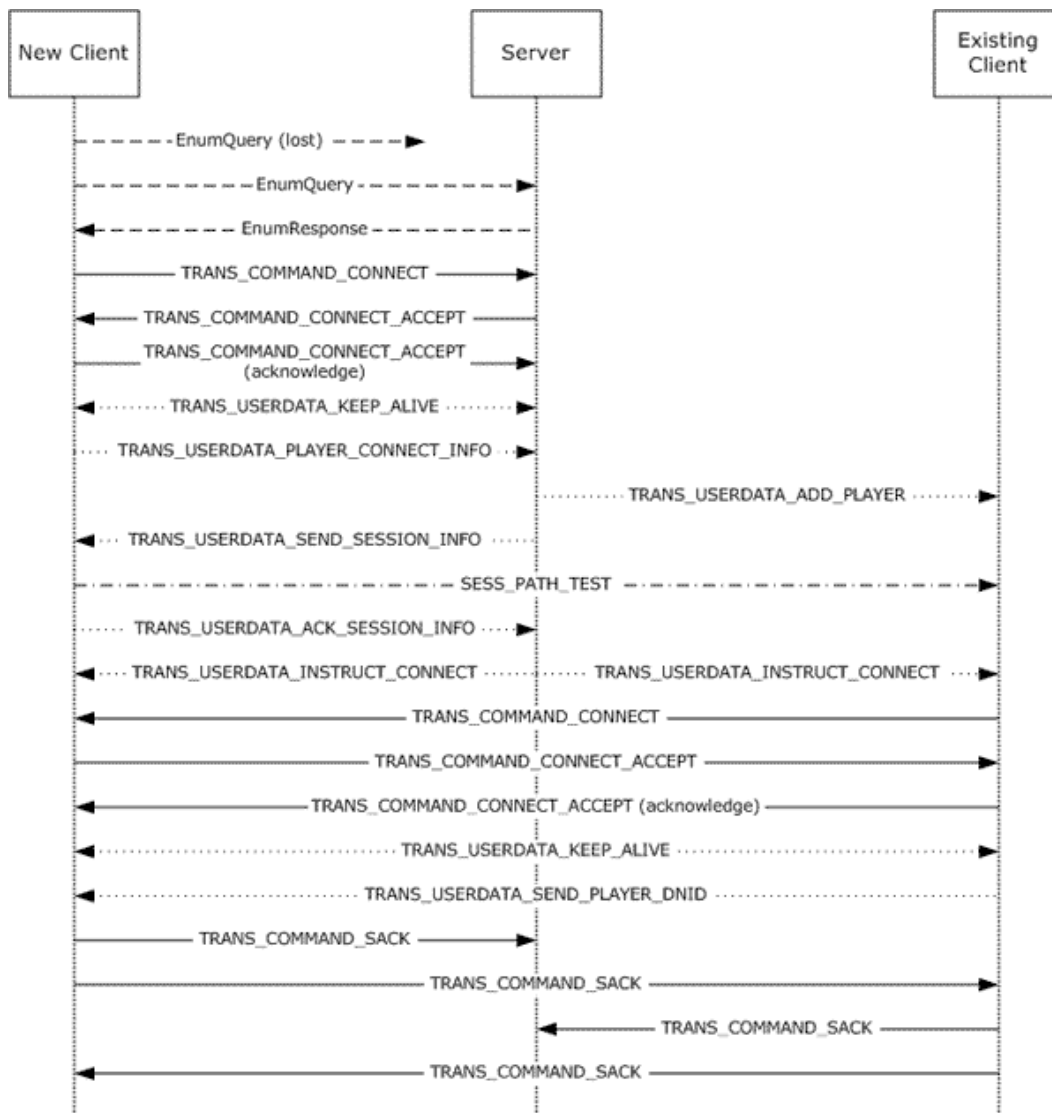 New Client
Server
Existing
Client
EnumQuery (lost)
EnumQuery
EnumResponse
TRANS_COMMAND_CONNECT
TRANS_COMMAND_CONNECT_ACCEPT
TRANS_COMMAND_CONNECT_ACCEPT
(acknowledge)
TRANS_USERDATA_KEEP_ALIVE
TRANS_USERDATA_PLAYER_CONNECT_INFO
TRANS_USERDATA_ADD_PLAYER
TRANS_USERDATA_SEND_SESSION_INFO
SESS_PATH_TEST
TRANS_USERDATA_ACK_SESSION_INFO
TRANS_USERDATA_INSTRUCT_CONNECT TRANS_USERDATA_INSTRUCT_CONNECT
TRANS_COMMAND_CONNECT
TRANS_COMMAND_CONNECT_ACCEPT
TRANS_COMMAND_CONNECT_ACCEPT (acknowledge)
TRANS_USERDATA_KEEP_ALIVE
TRANS_USERDATA_SEND_PLAYER_DNID
TRANS_COMMAND_SACK
TRANS_COMMAND_SACK
TRANS_COMMAND_SACK
TRANS_COMMAND_SACK